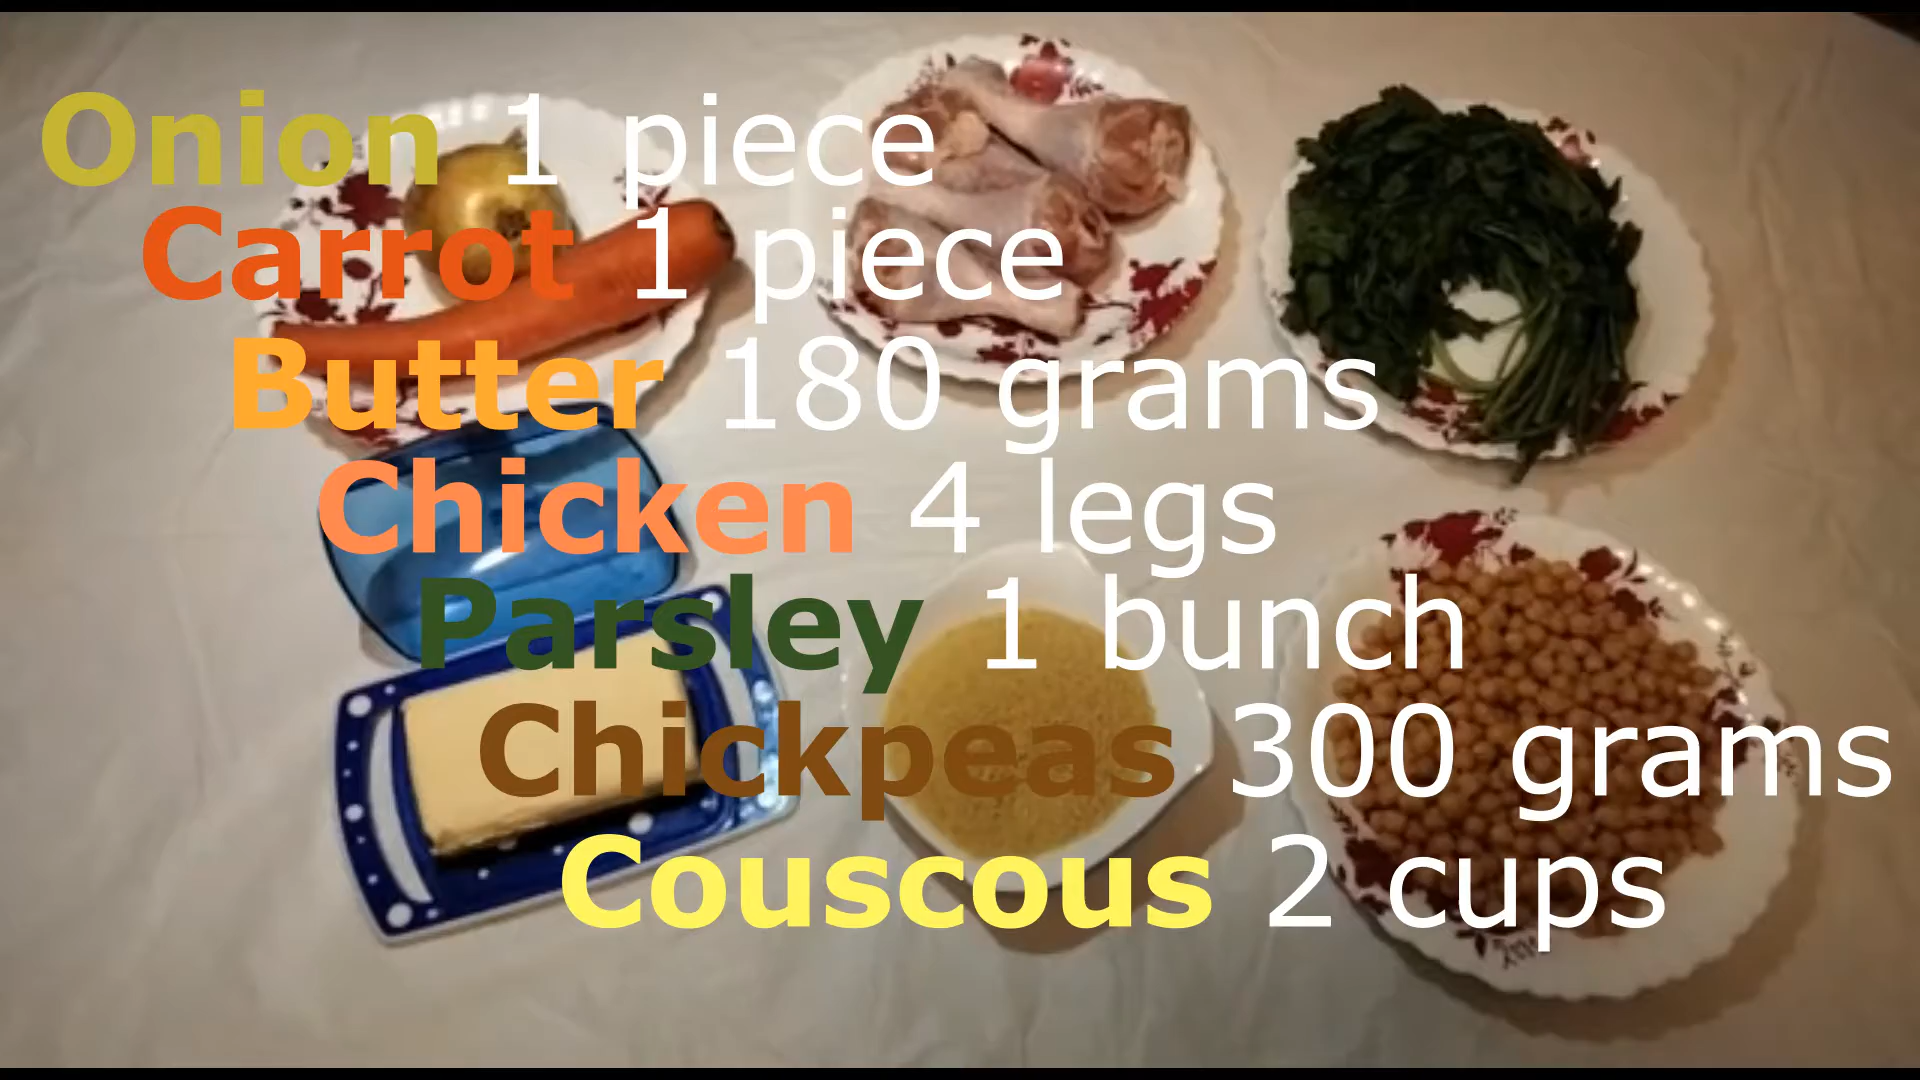 Onion 1 piece
Carrot 1 piece
Butter 180 grams
Chicken 4 legs
Parsley 1 bunch
Chickpeas 300 grams
Couscous 2 cups